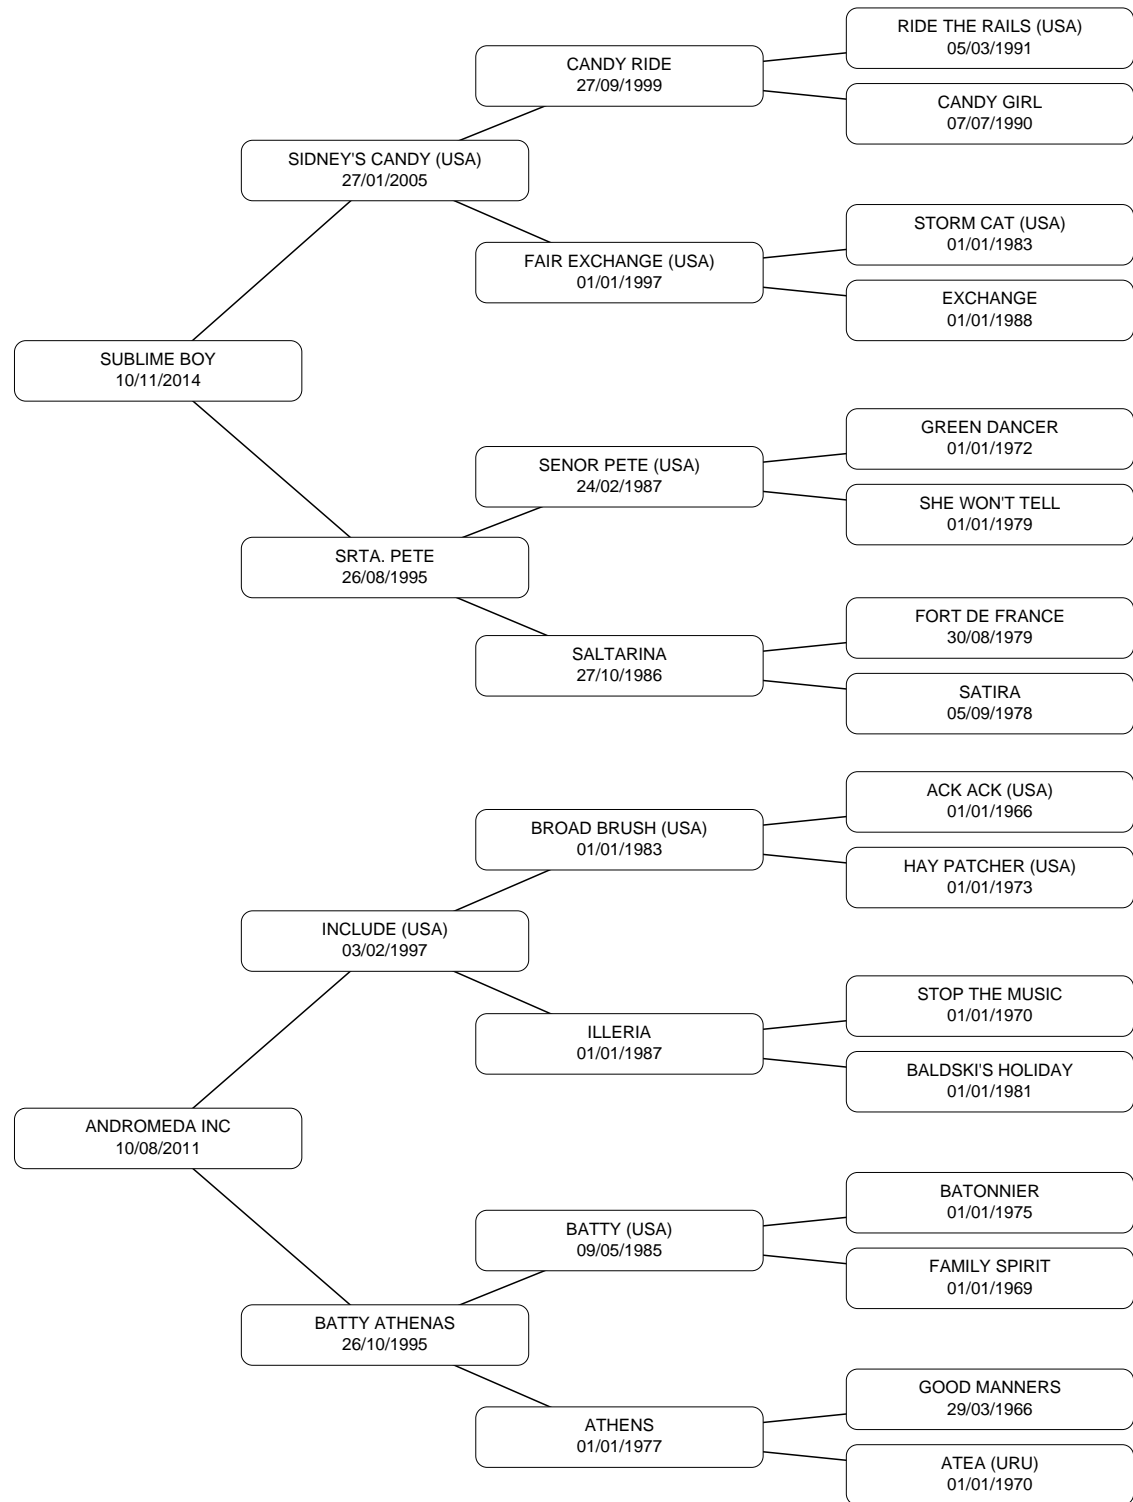 RIDE THE RAILS (USA)
05/03/1991
CANDY RIDE
27/09/1999
CANDY GIRL
07/07/1990
SIDNEY'S CANDY (USA)
27/01/2005
STORM CAT (USA)
01/01/1983
FAIR EXCHANGE (USA)
01/01/1997
EXCHANGE
01/01/1988
SUBLIME BOY
10/11/2014
GREEN DANCER
01/01/1972
SENOR PETE (USA)
24/02/1987
SHE WON'T TELL
01/01/1979
SRTA. PETE
26/08/1995
FORT DE FRANCE
30/08/1979
SALTARINA
27/10/1986
SATIRA
05/09/1978
ACK ACK (USA)
01/01/1966
BROAD BRUSH (USA)
01/01/1983
HAY PATCHER (USA)
01/01/1973
INCLUDE (USA)
03/02/1997
STOP THE MUSIC
01/01/1970
ILLERIA
01/01/1987
BALDSKI'S HOLIDAY
01/01/1981
ANDROMEDA INC
10/08/2011
BATONNIER
01/01/1975
BATTY (USA)
09/05/1985
FAMILY SPIRIT
01/01/1969
BATTY ATHENAS
26/10/1995
GOOD MANNERS
29/03/1966
ATHENS
01/01/1977
ATEA (URU)
01/01/1970